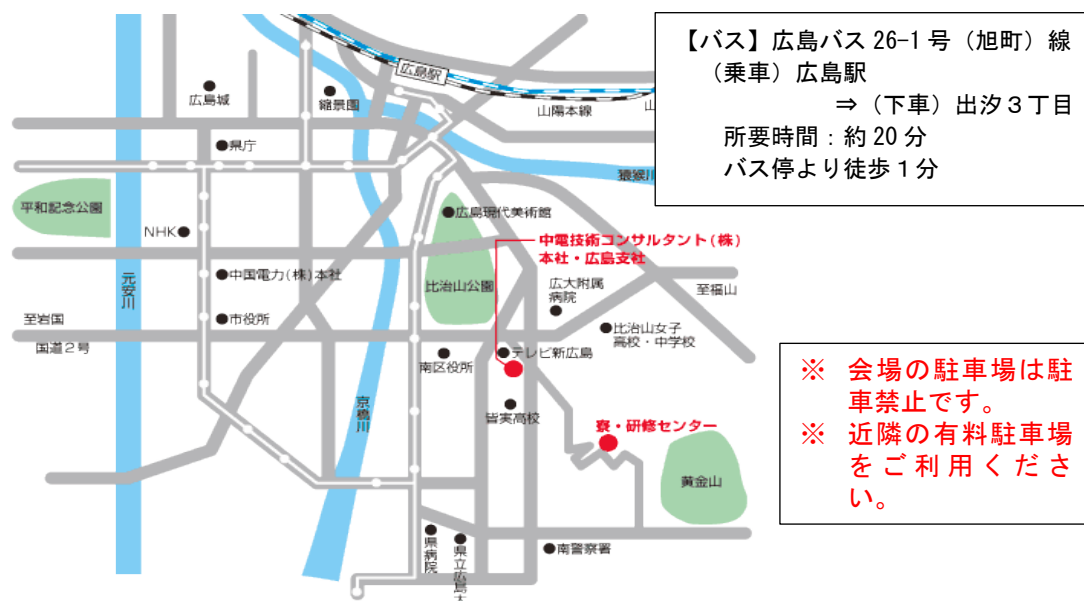 【バス】広島バス 26-1 号（旭町）線
（乗車）広島駅
⇒（下車）出汐３丁目
所要時間：約 20 分
バス停より徒歩１分
広島駅
広島城
縮景園
山陽本線
山
県庁
猿猴川
平和記念公園
広島現代美術館
NHK
中電技術コンサルタント(株)
本社・広島支社
元安川
中国電力(株)本社
比治山公園
広大附属
病院
至福山
至岩国
市役所
比治山女子
高校・中学校
国道２号
テレビ新広島
南区役所
京橋川
皆実高校
寮・研修センター
黄金山
県病院
県立広島大
南警察署
※ 会場の駐車場は駐
車禁止です。
※ 近隣の有料駐車場
をご利用くださ
い。